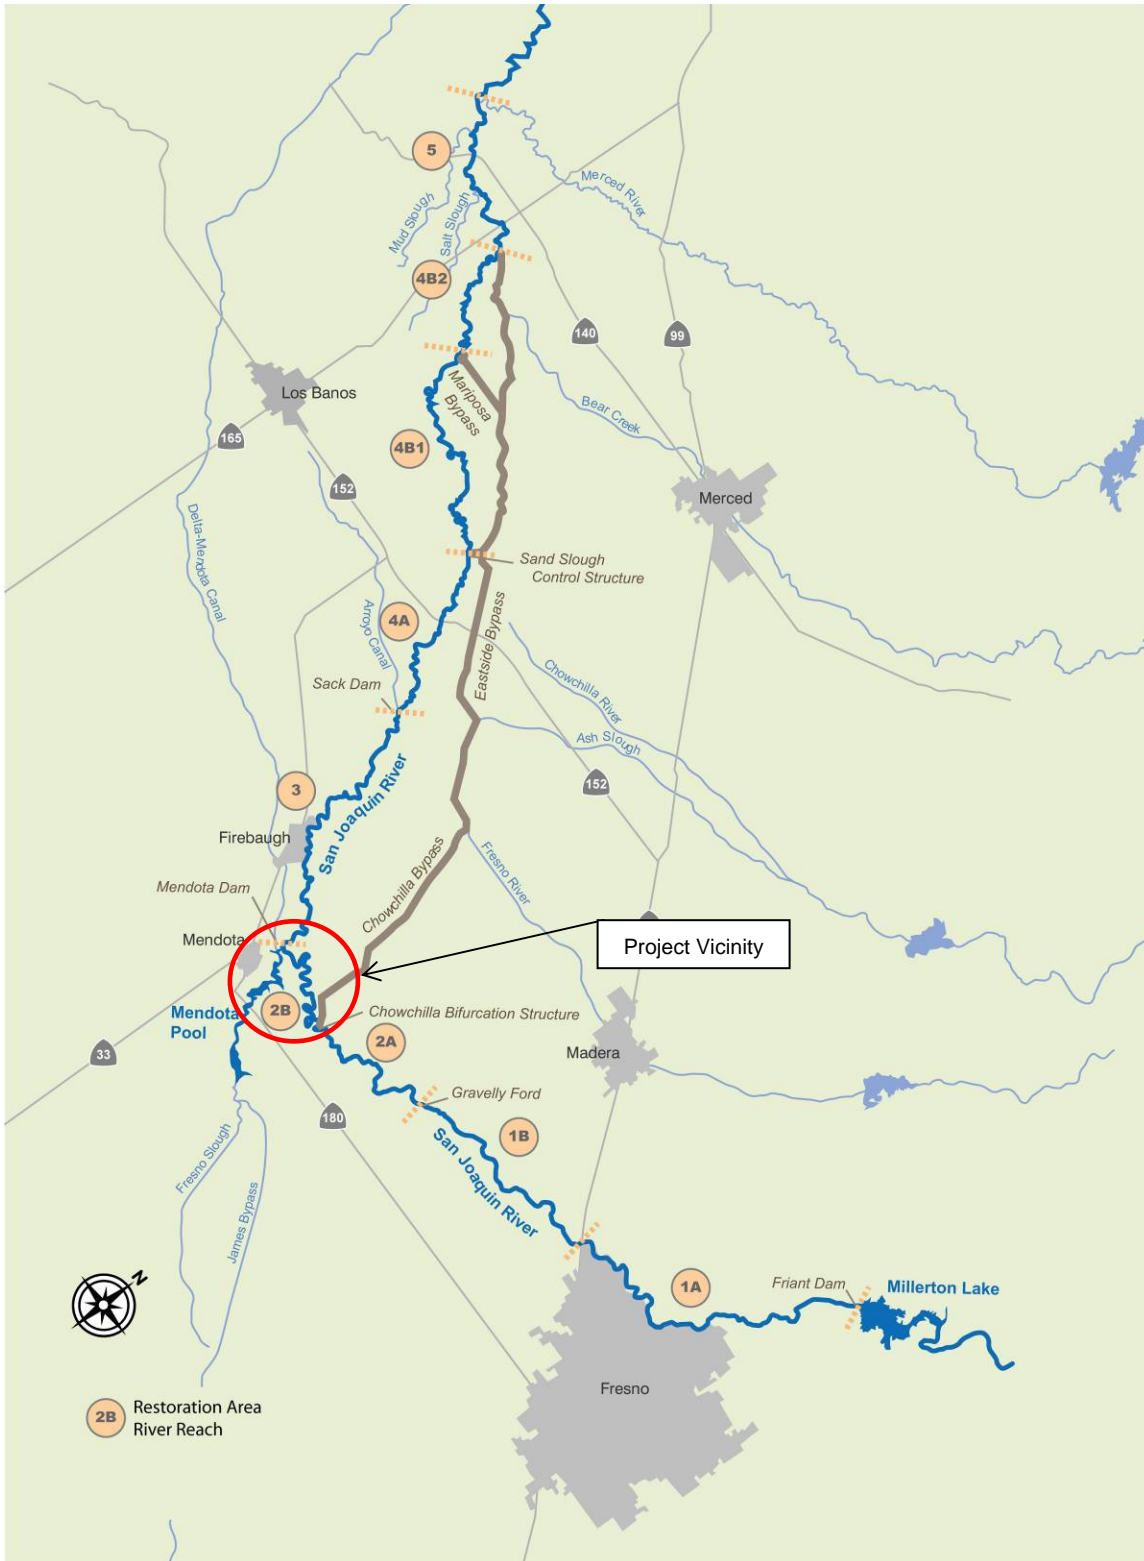 5
Merced River
Mud Slough
Salt Slough
4B2
140
99
Mariposa
Bypass
Los Banos
Bear Creek
165
4B1
152
Merced
Delta-Mendota Canal
Sand Slough
Control Structure
Arroyo Canal
4A
Eastside Bypass
Chowchilla River
Sack Dam
Ash Slough
3
152
San Joaquin River
Firebaugh
Chowchilla Bypass
Fresno River
Mendota Dam
Mendota
Project Vicinity
Mendota
Pool
2B
Chowchilla Bifurcation Structure
2A
Madera
33
Gravelly Ford
180
1B
San Joaquin River
Fresno Slough
James Bypass
N
1A
Friant Dam
Millerton Lake
Fresno
2B
Restoration Area
River Reach